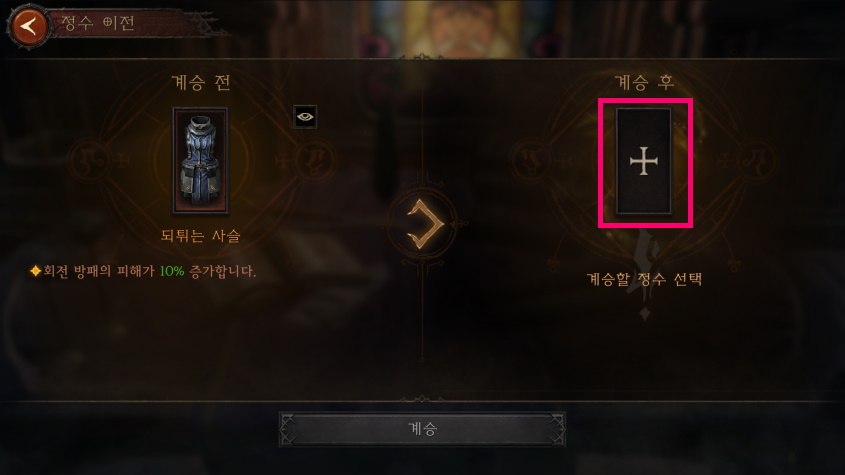 정수 이전
계승 전
계승 후
되튀는 사슬
회전 방패의 피해가 10% 증가합니다.
계승할 정수 선택
계승